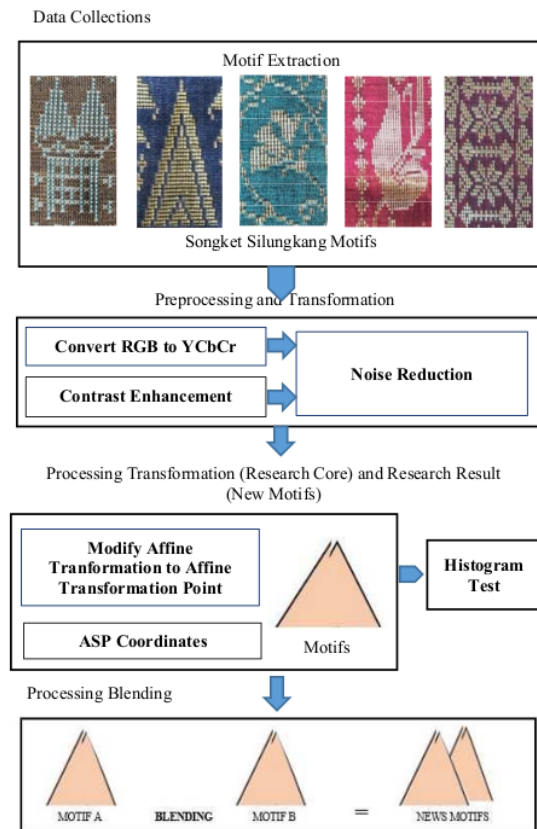 Data Collections
Motif Extraction
Songket Silungkang Motifs
Preprocessing and Transformation
Convert RGB to YCbCr
Contrast Enhancement
Noise Reduction
Processing Transformation (Research Core) and Research Result
(New Motifs)
Modify Affine
Tranformation to Affine
Transformation Point
ASP Coordinates
Motifs
Histogram
Test
Processing Blending
MOTIF A
BLENDING
MOTIF B
=
NEWS MOTIFS